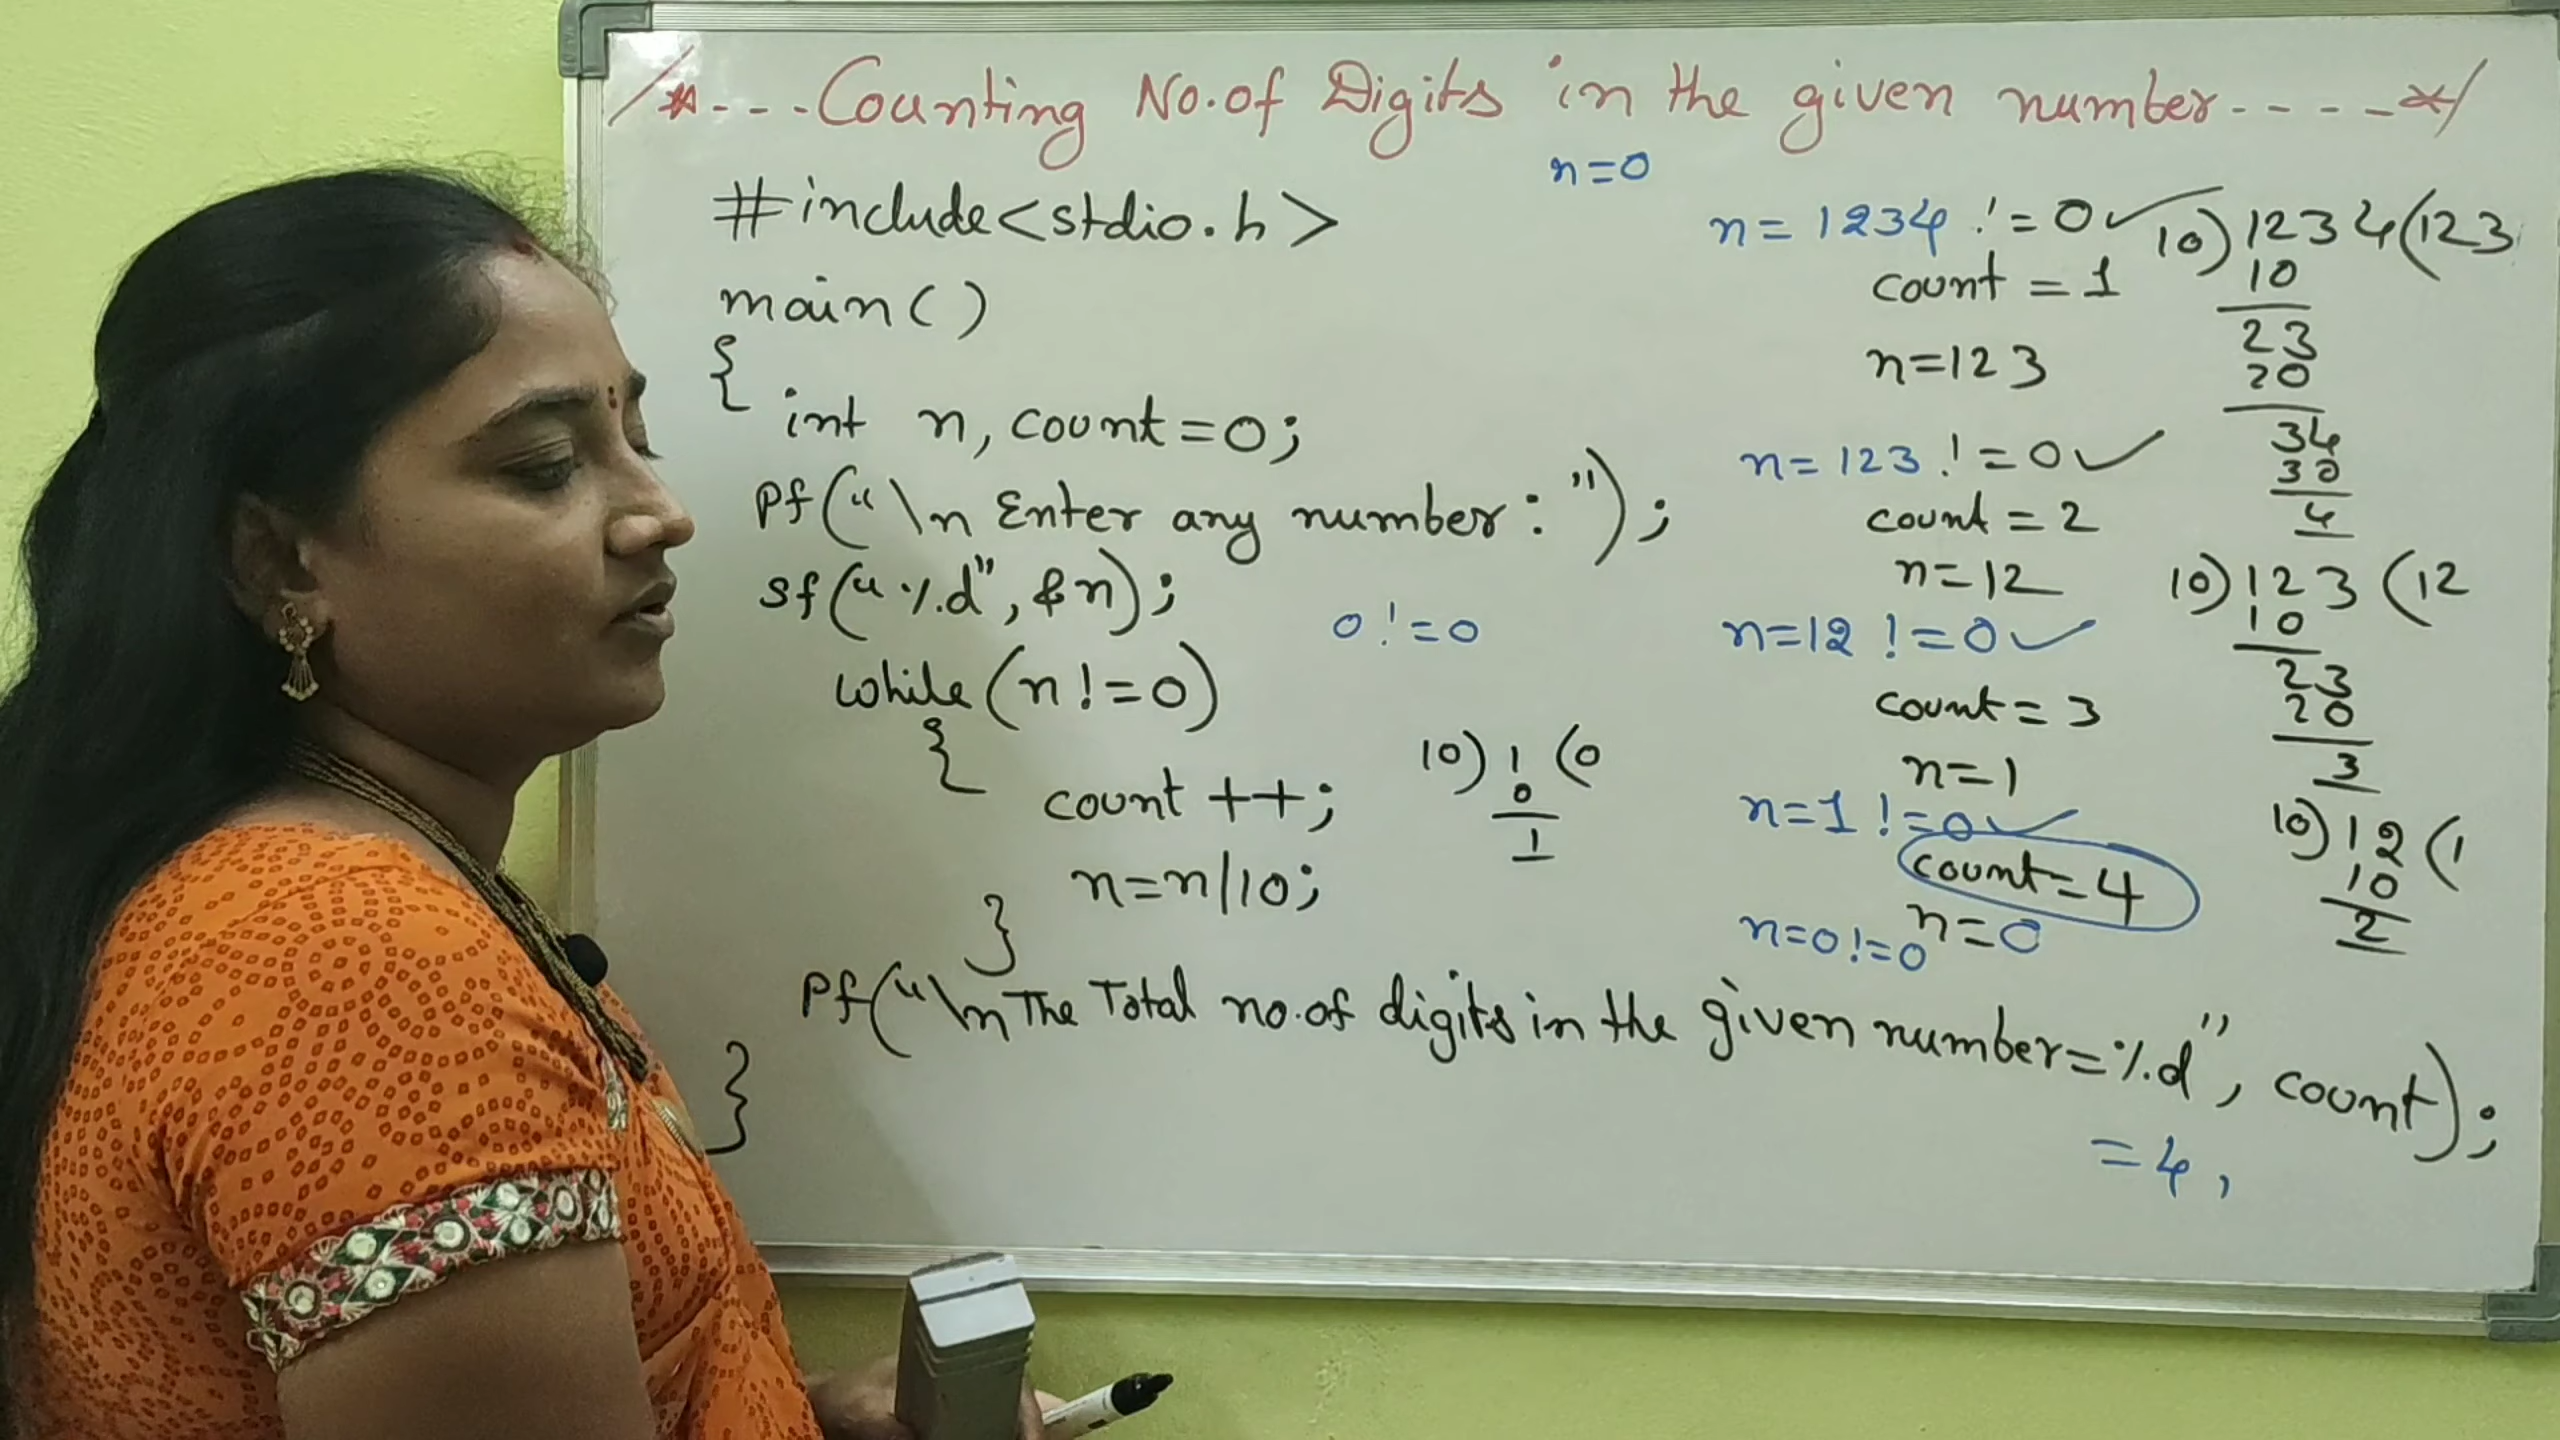 /*---Counting No.of Digits in the given number----*/
n=0
#include<stdio.h>
main()
{
int n, count=0;
Pf("\n Enter any number: ");
sf("%d", &n);
0!=0
while(n!=0)
{
count++;
n=n/10;
}
10)1(0
0
1
Pf("\n The Total no.of digits in the given number=%d", count);
=4,
}
n=1234 !=0✓
count=1
n=123
n=123 !=0✓
count=2
n=12
n=12 !=0✓
count=3
n=1
n=1 !=0✓
count=4
n=0
n=0!=0
10)1234(123
10
23
20
34
30
4
10)123(12
10
23
20
3
10)12(1
10
2